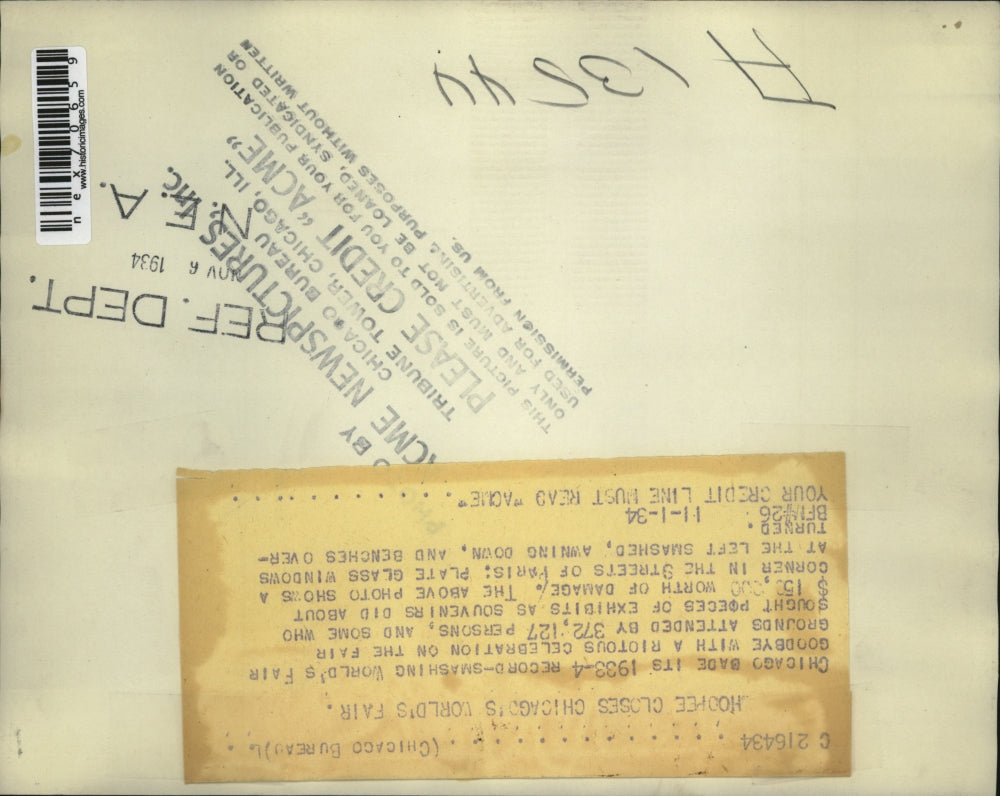 C 216434 . . . . . . . . . . . . . . . (CHICAGO BUREAU)L . .
HOOPEE CLOSES CHICAGO'S WORLD'S FAIR.
CHICAGO BADE ITS 1933-4 RECORD-SMASHING WORLD'S FAIR
GOODBYE WITH A RIOTOUS CELEBRATION ON THE FAIR
GROUNDS ATTENDED BY 372,127 PERSONS, AND SOME WHO
SOUGHT POECES OF EXHIBITS AS SOUVENIRS DID ABOUT
$150,000 WORTH OF DAMAGE. THE ABOVE PHOTO SHOWS A
CORNER IN THE STREETS OF PARIS: PLATE GLASS WINDOWS
AT THE LEFT SMASHED, AWNING DOWN, AND BENCHES OVER-
TURNED.
BFM#26 11-1-34
YOUR CREDIT LINE MUST READ "ACME" . . . . . . . . . .
BY
ACME NEWSPICTURES, Inc.
CHICAGO BUREAU
TRIBUNE TOWER, CHICAGO, ILL.
PLEASE CREDIT "ACME"
THIS PICTURE IS SOLD TO YOU FOR YOUR PUBLICATION
ONLY AND MUST NOT BE LOANED, SYNDICATED OR
USED FOR ADVERTISING PURPOSES WITHOUT WRITTEN
PERMISSION FROM US.
REF. DEPT.
NOV 6 1934
N. E. A.
nex2070659
www.historicimages.com